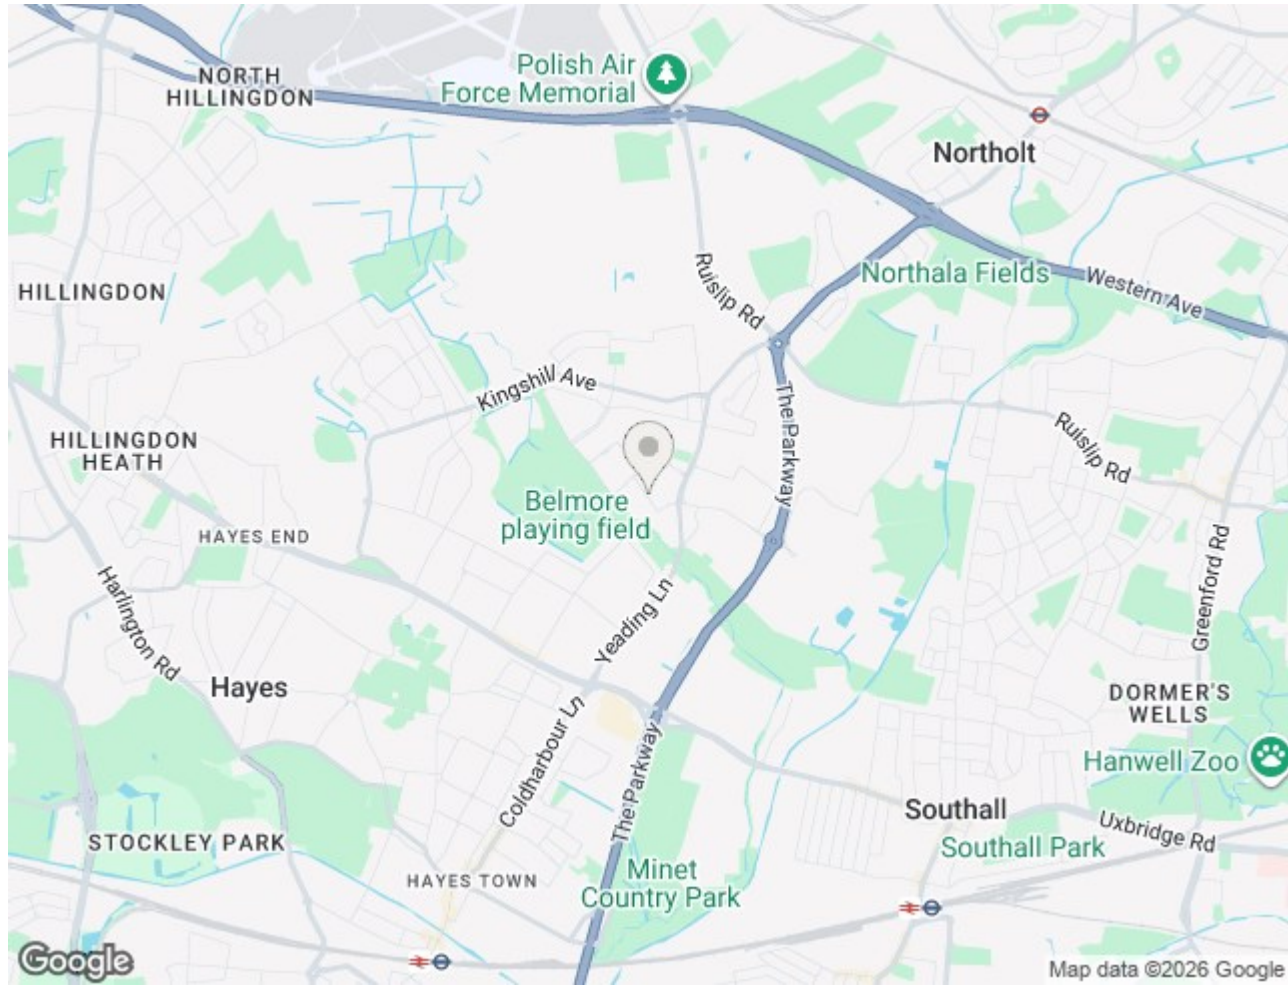 Polish Air
Force Memorial
NORTH
HILLINGDON
Northolt
Ruislip Rd
Northala Fields
Western Ave
HILLINGDON
Kingshill Ave
The Parkway
Ruislip Rd
HILLINGDON
HEATH
Belmore
playing field
HAYES END
Harlington Rd
Greenford Rd
Yeading Ln
Hayes
DORMER'S
WELLS
Coldharbour Ln
The Parkway
Hanwell Zoo
Southall
Uxbridge Rd
STOCKLEY PARK
Southall Park
HAYES TOWN
Minet
Country Park
Google
Map data ©2026 Google